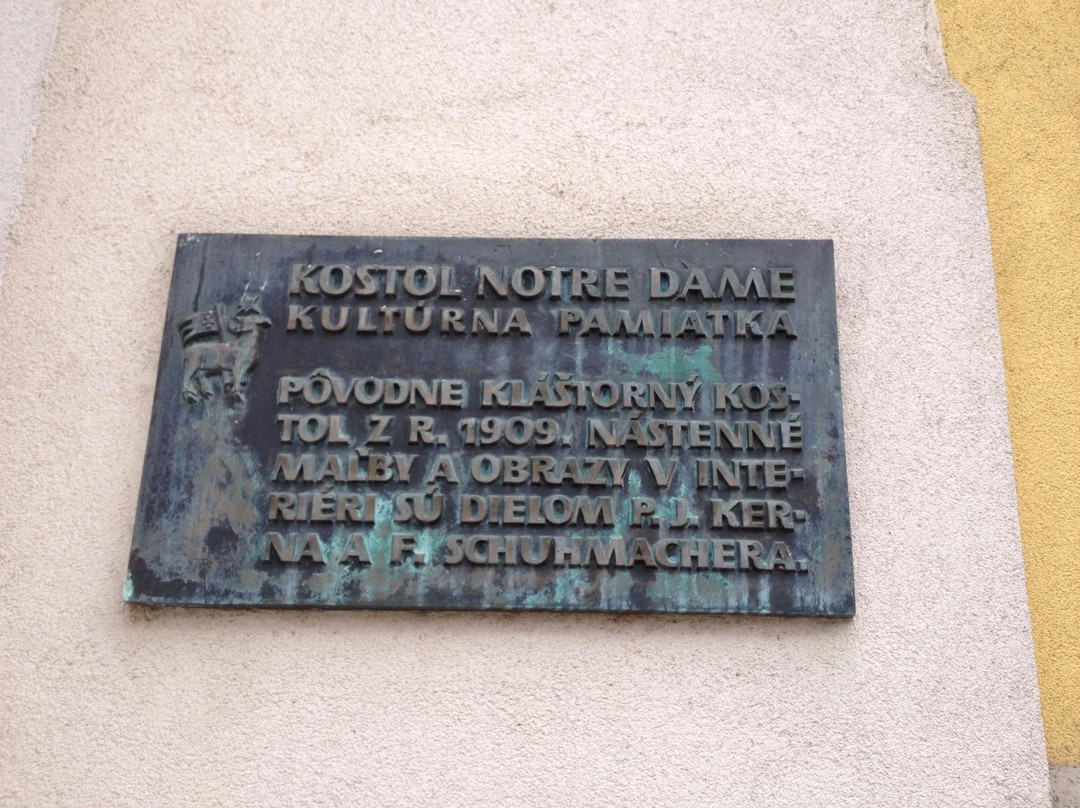 KOSTOL NOTRE DAME
KULTÚRNA PAMIATKA
PÔVODNE KLÁŠTORNÝ KOS-
TOL Z R. 1909. NÁSTENNÉ
MAĽBY A OBRAZY V INTE-
RIÉRI SÚ DIELOM P. J. KER-
NA A F. SCHUHMACHERA.